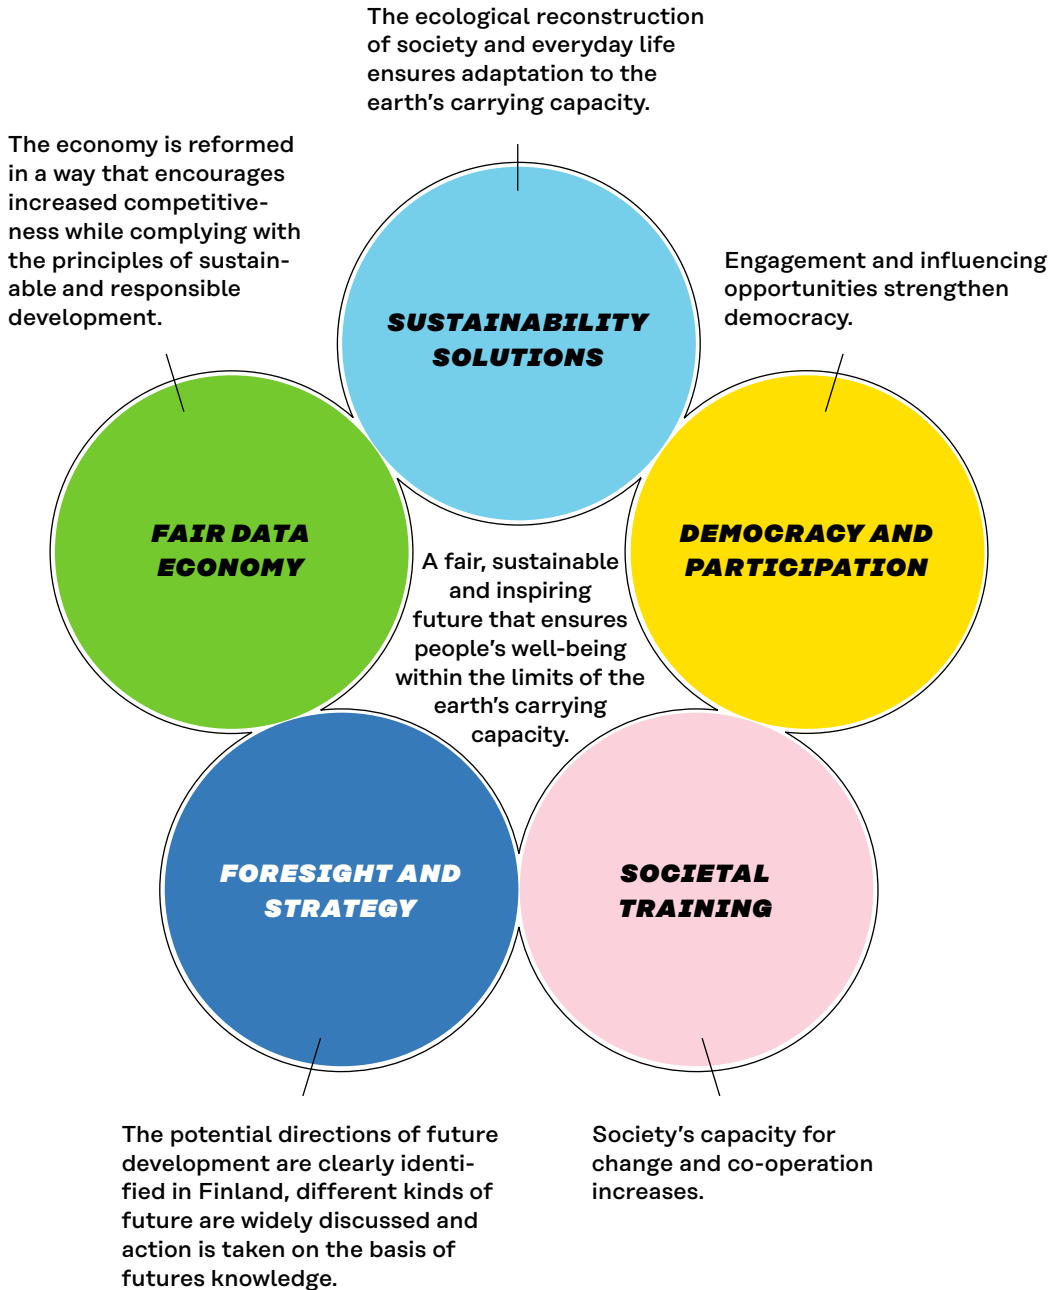 The ecological reconstruction
of society and everyday life
ensures adaptation to the
earth's carrying capacity.
The economy is reformed
in a way that encourages
increased competitive-
ness while complying with
the principles of sustain-
able and responsible
development.
Engagement and influencing
opportunities strengthen
democracy.
SUSTAINABILITY
SOLUTIONS
FAIR DATA
ECONOMY
DEMOCRACY AND
PARTICIPATION
A fair, sustainable
and inspiring
future that ensures
people's well-being
within the limits of the
earth's carrying
capacity.
FORESIGHT AND
STRATEGY
SOCIETAL
TRAINING
The potential directions of future
development are clearly identi-
fied in Finland, different kinds of
future are widely discussed and
action is taken on the basis of
futures knowledge.
Society's capacity for
change and co-operation
increases.